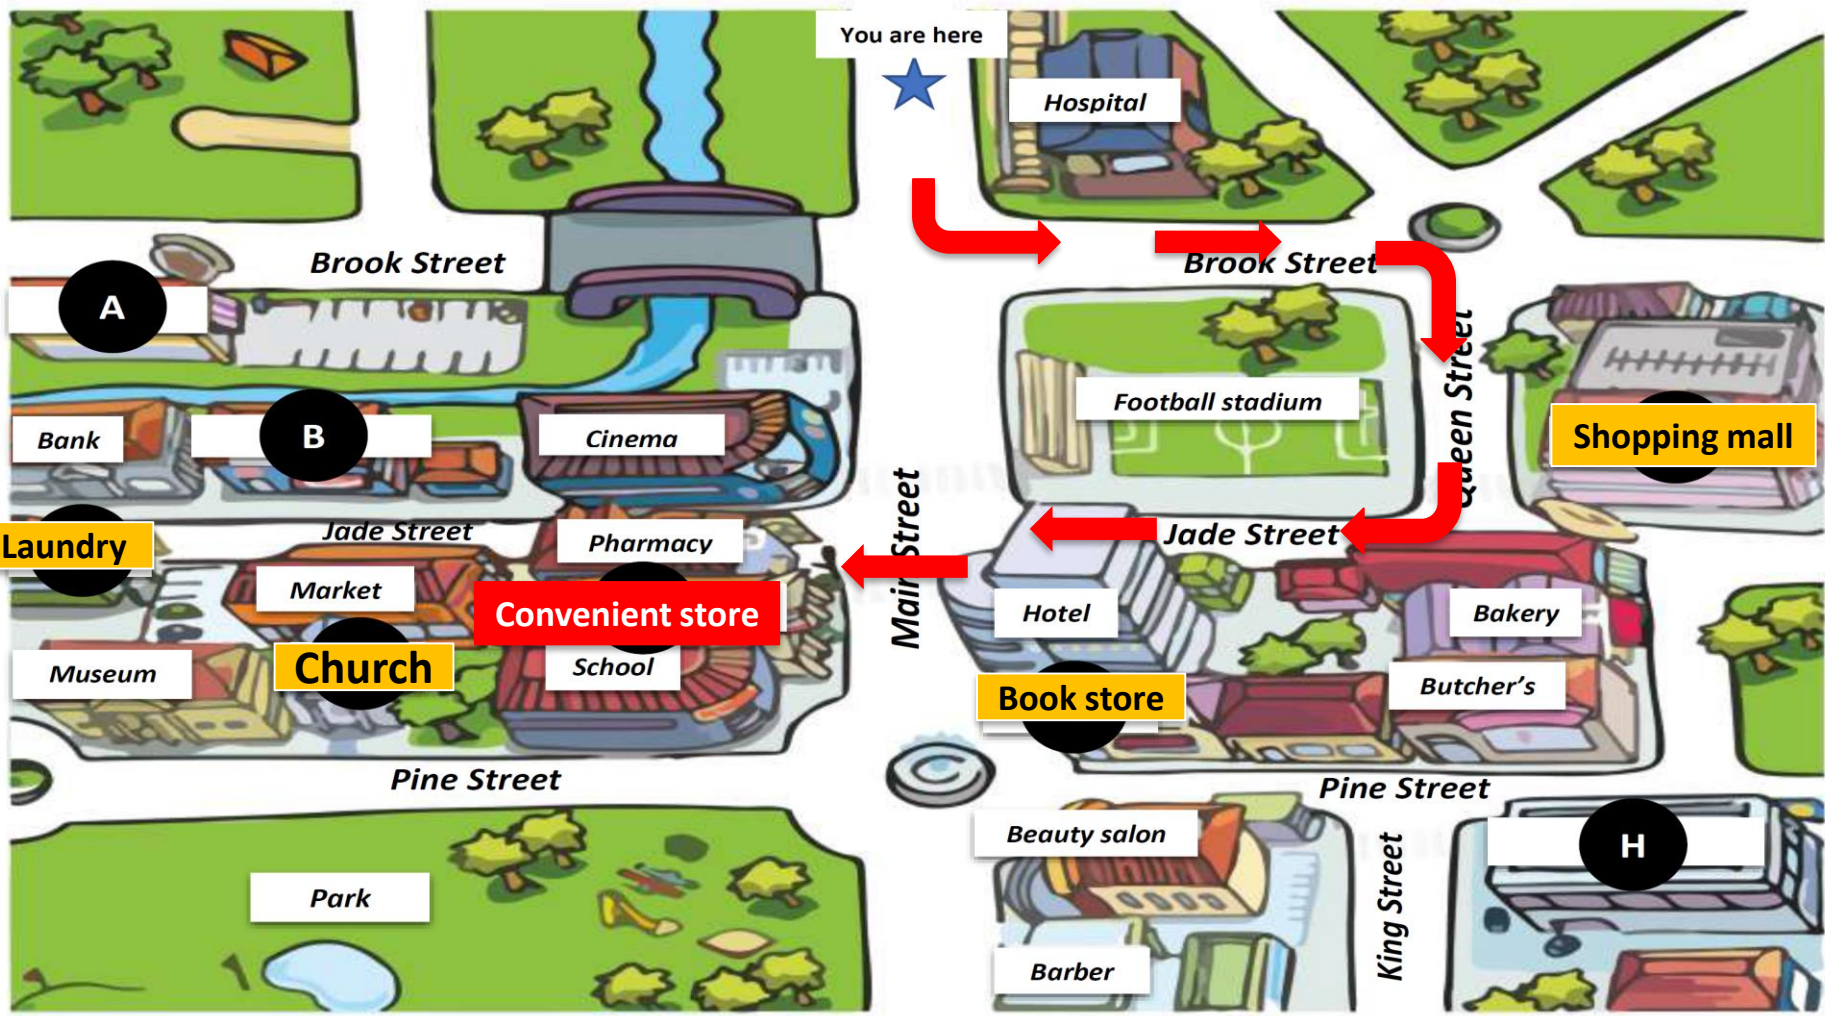 You are here
Hospital
Brook Street
Brook Street
A
Queen Street
Football stadium
Shopping mall
Bank
B
Cinema
Main Street
Jade Street
Jade Street
Laundry
Pharmacy
Market
Convenient store
Hotel
Bakery
Museum
Church
School
Book store
Butcher's
Pine Street
Pine Street
Beauty salon
H
King Street
Park
Barber